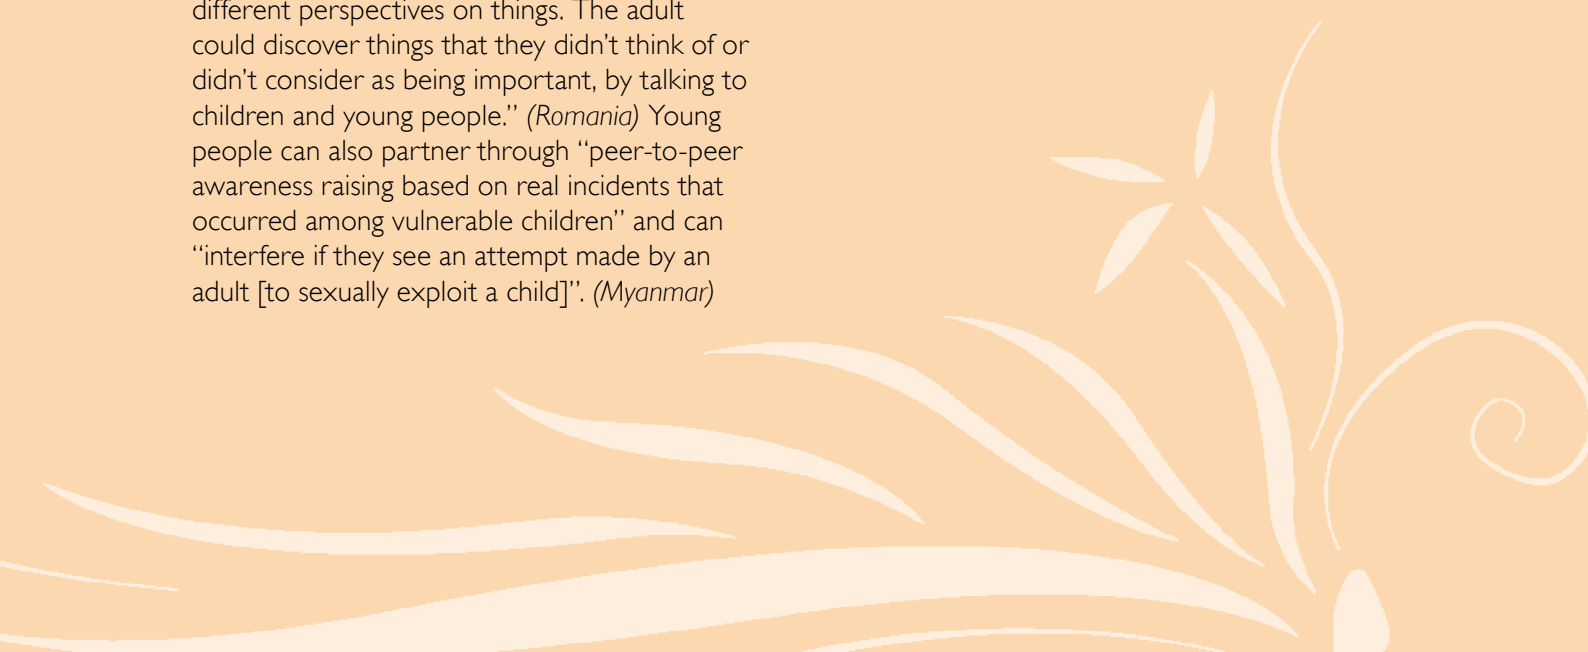 different perspectives on things. The adult
could discover things that they didn’t think of or
didn’t consider as being important, by talking to
children and young people.” (Romania) Young
people can also partner through “peer-to-peer
awareness raising based on real incidents that
occurred among vulnerable children” and can
“interfere if they see an attempt made by an
adult [to sexually exploit a child]”. (Myanmar)